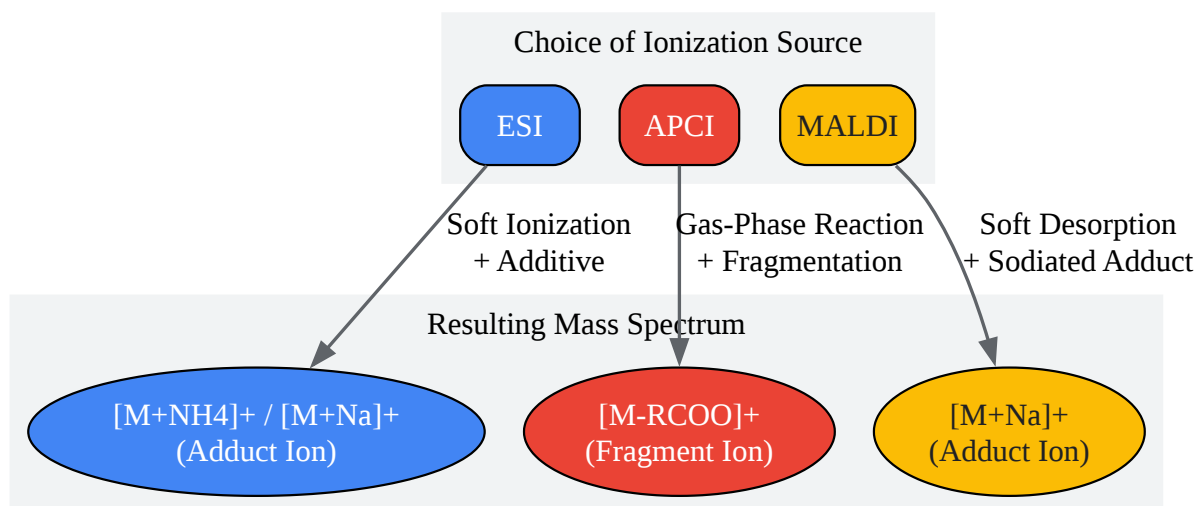 Choice of Ionization Source
ESI
APCI
MALDI
Soft Ionization
+ Additive
Gas-Phase Reaction
+ Fragmentation
Soft Desorption
+ Sodiated Adduct
Resulting Mass Spectrum
[M+NH4]+ / [M+Na]+
(Adduct Ion)
[M-RCOO]+
(Fragment Ion)
[M+Na]+
(Adduct Ion)